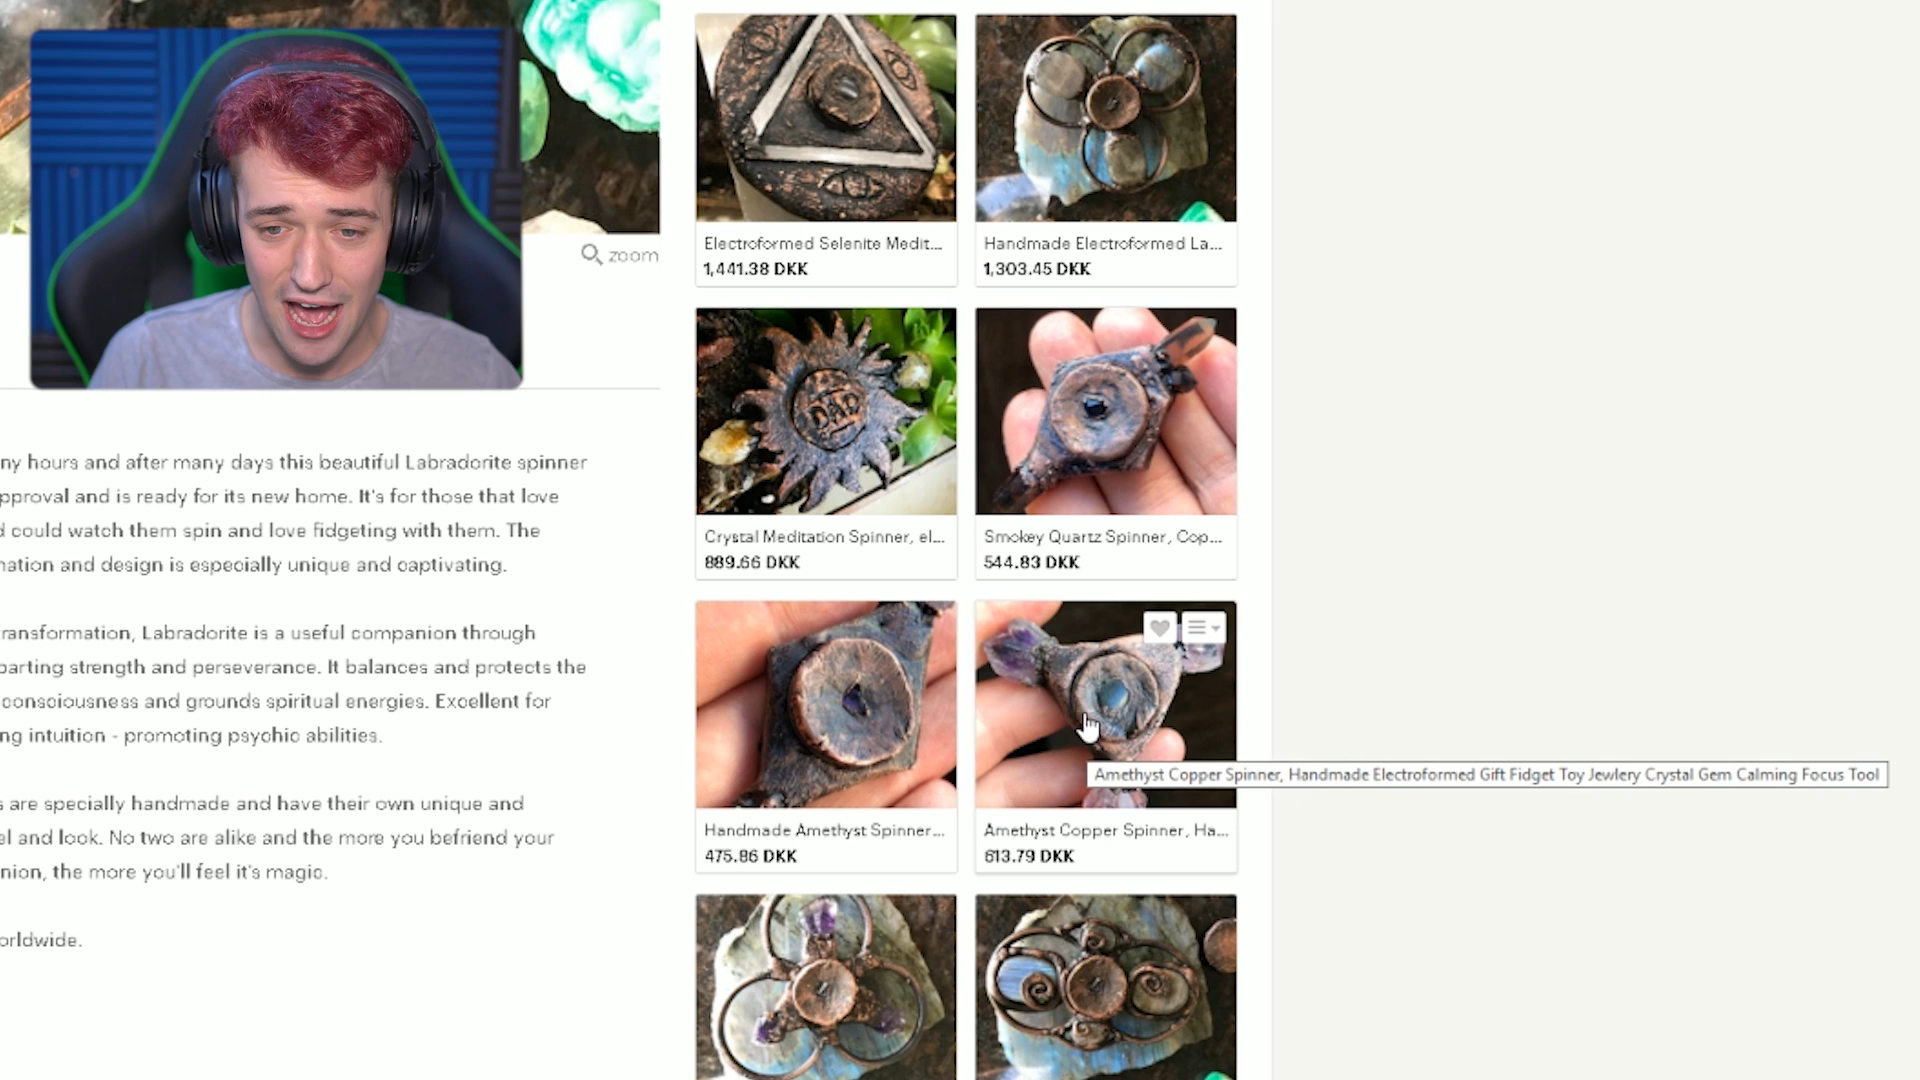 zoom
ny hours and after many days this beautiful Labradorite spinner
pproval and is ready for its new home. It's for those that love
d could watch them spin and love fidgeting with them. The
nation and design is especially unique and captivating.
ransformation, Labradorite is a useful companion through
parting strength and perseverance. It balances and protects the
consciousness and grounds spiritual energies. Excellent for
ng intuition - promoting psychic abilities.
s are specially handmade and have their own unique and
el and look. No two are alike and the more you befriend your
nion, the more you'll feel it's magic.
orldwide.
Electroformed Selenite Medit...
1,441.38 DKK
Handmade Electroformed La...
1,303.45 DKK
DAD
Crystal Meditation Spinner, el...
889.66 DKK
Smokey Quartz Spinner, Cop...
544.83 DKK
Handmade Amethyst Spinner...
475.86 DKK
Amethyst Copper Spinner, Handmade Electroformed Gift Fidget Toy Jewlery Crystal Gem Calming Focus Tool
Amethyst Copper Spinner, Ha...
613.79 DKK